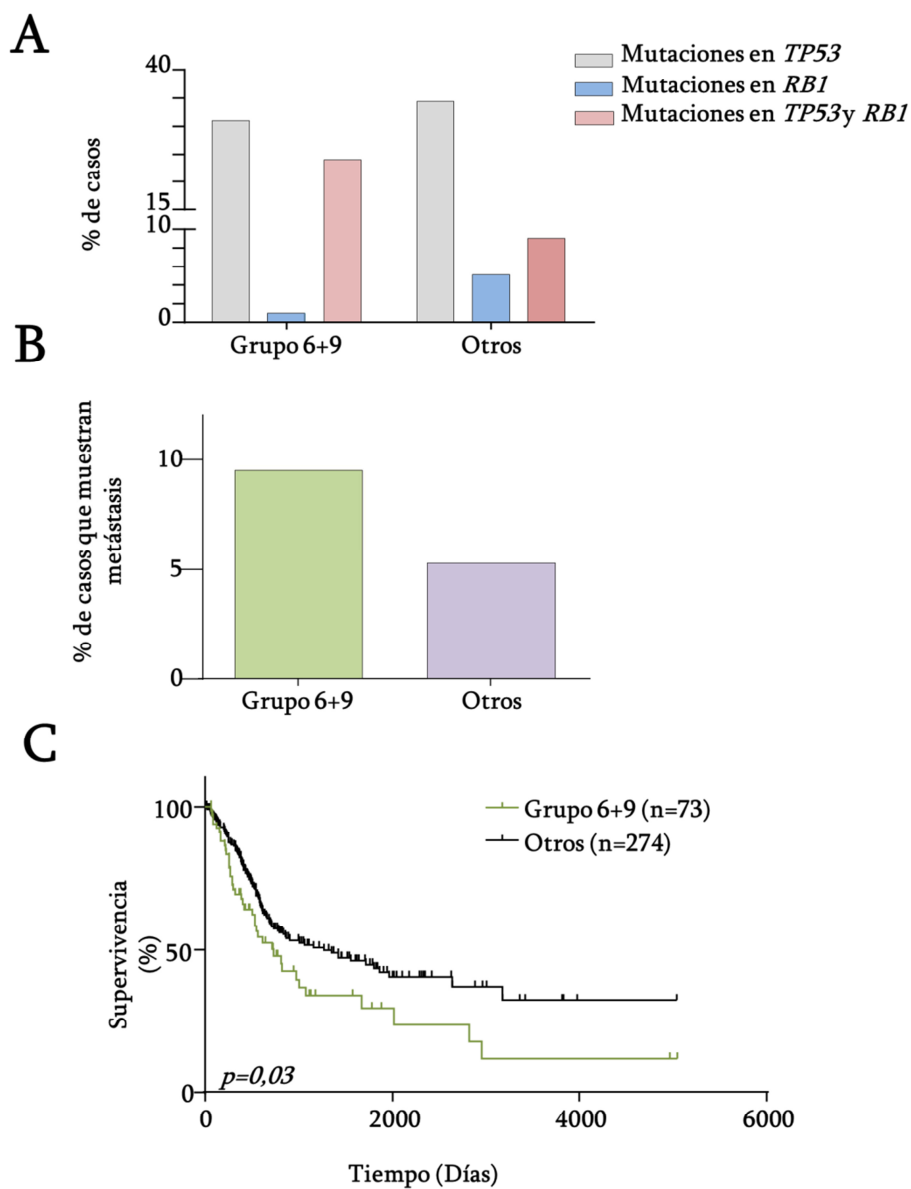 A
40
15
10
0
% de casos
Mutaciones en TP53
Mutaciones en RB1
Mutaciones en TP53 y RB1
Grupo 6+9
Otros
B
% de casos que muestran
metástasis
10
5
0
Grupo 6+9
Otros
C
Supervivencia
(%)
100
50
0
Grupo 6+9 (n=73)
Otros (n=274)
p=0,03
0
2000
4000
6000
Tiempo (Días)